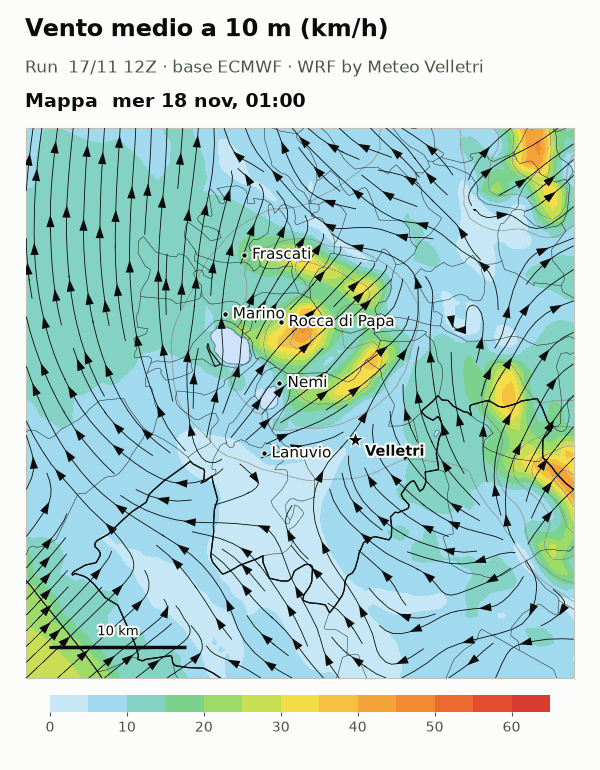 Vento medio a 10 m (km/h)
Run 17/11 12Z · base ECMWF · WRF by Meteo Velletri
Mappa mer 18 nov, 01:00
Frascati
Marino
Rocca di Papa
Nemi
Velletri
Lanuvio
10 km
0 10 20 30 40 50 60